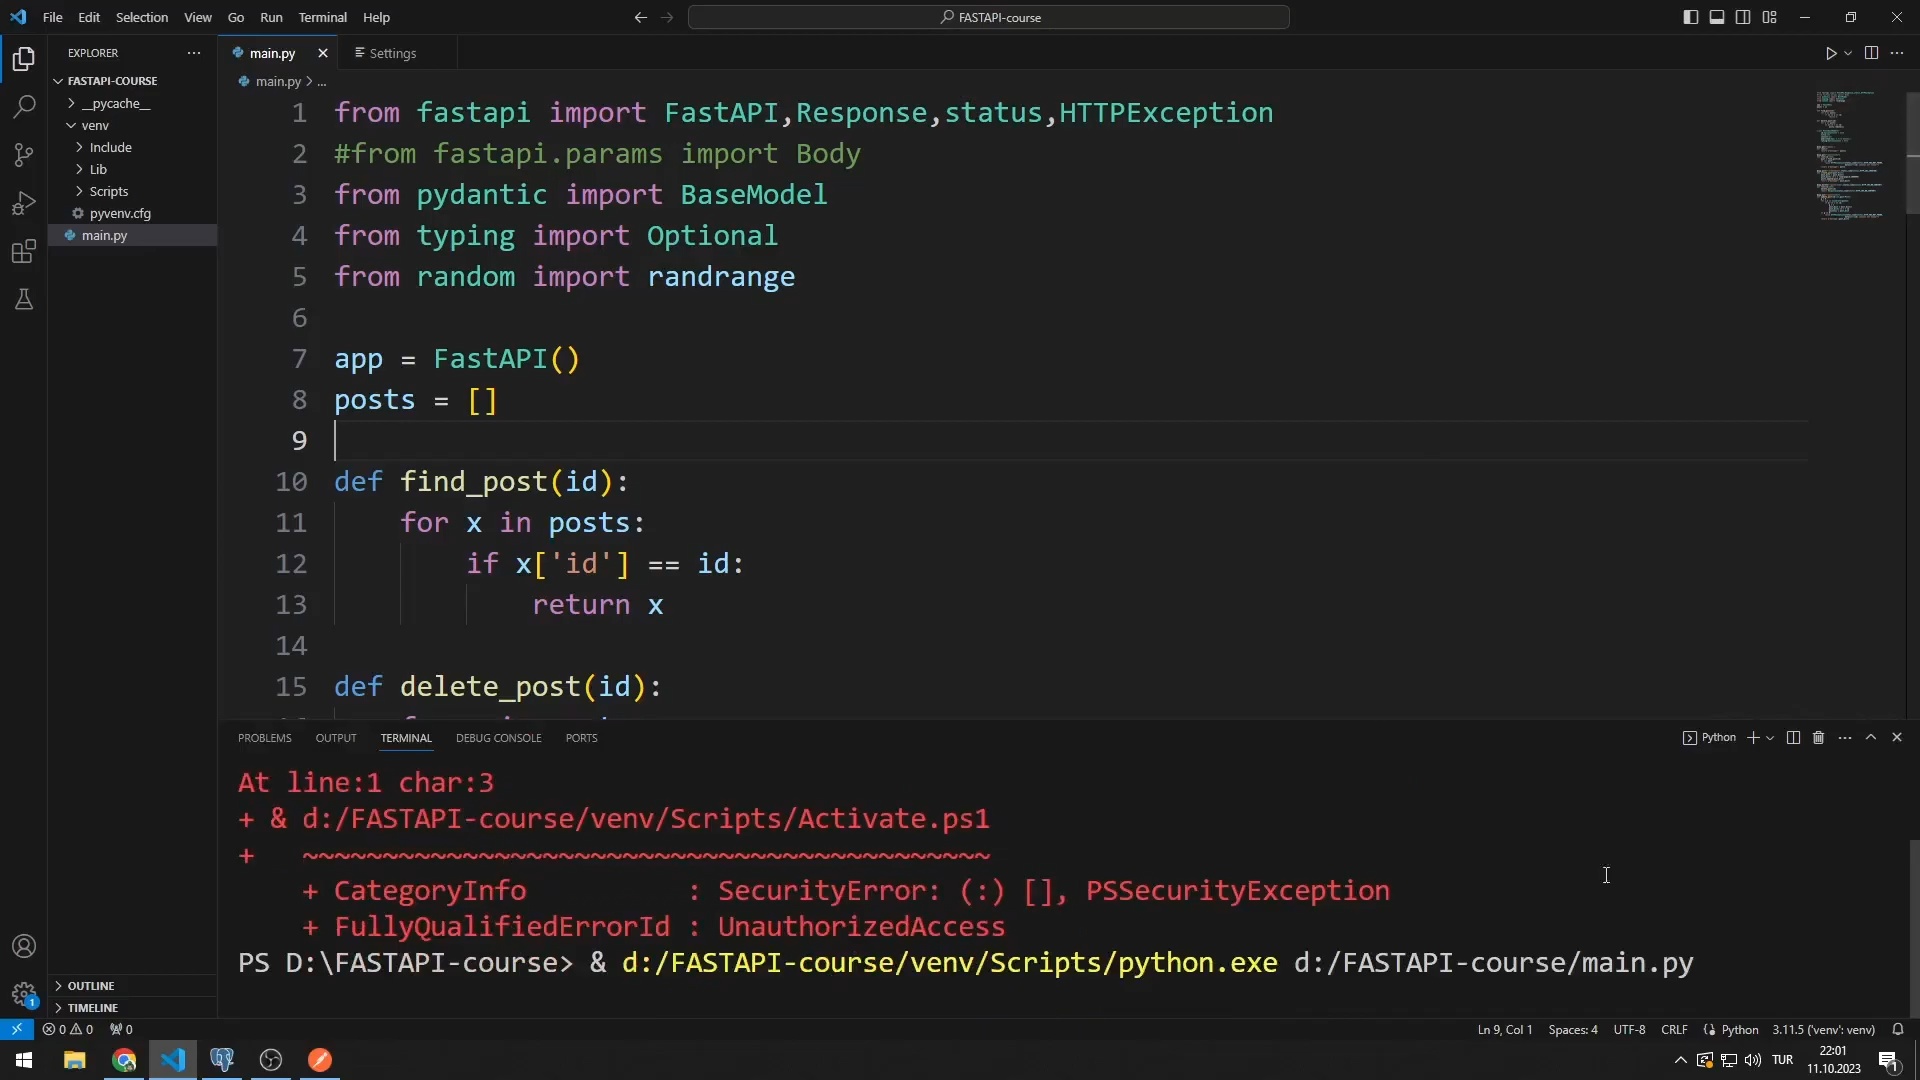 File Edit Selection View Go Run Terminal Help
FASTAPI-course
EXPLORER
main.py
Settings
FASTAPI-COURSE
__pycache__
venv
Include
Lib
Scripts
pyvenv.cfg
main.py
main.py > ...
1 from fastapi import FastAPI,Response,status,HTTPException
2 #from fastapi.params import Body
3 from pydantic import BaseModel
4 from typing import Optional
5 from random import randrange
6
7 app = FastAPI()
8 posts = []
9
10 def find_post(id):
11 for x in posts:
12 if x['id'] == id:
13 return x
14
15 def delete_post(id):
PROBLEMS OUTPUT TERMINAL DEBUG CONSOLE PORTS
Python
At line:1 char:3
+ & d:/FASTAPI-course/venv/Scripts/Activate.ps1
+ ~~~~~~~~~~~~~~~~~~~~~~~~~~~~~~~~~~~~~~~~~~~
+ CategoryInfo : SecurityError: (:) [], PSSecurityException
+ FullyQualifiedErrorId : UnauthorizedAccess
PS D:\FASTAPI-course> & d:/FASTAPI-course/venv/Scripts/python.exe d:/FASTAPI-course/main.py
OUTLINE
TIMELINE
1
0 0 0
Ln 9, Col 1 Spaces: 4 UTF-8 CRLF Python 3.11.5 ('venv': venv)
TUR
22:01
11.10.2023
1